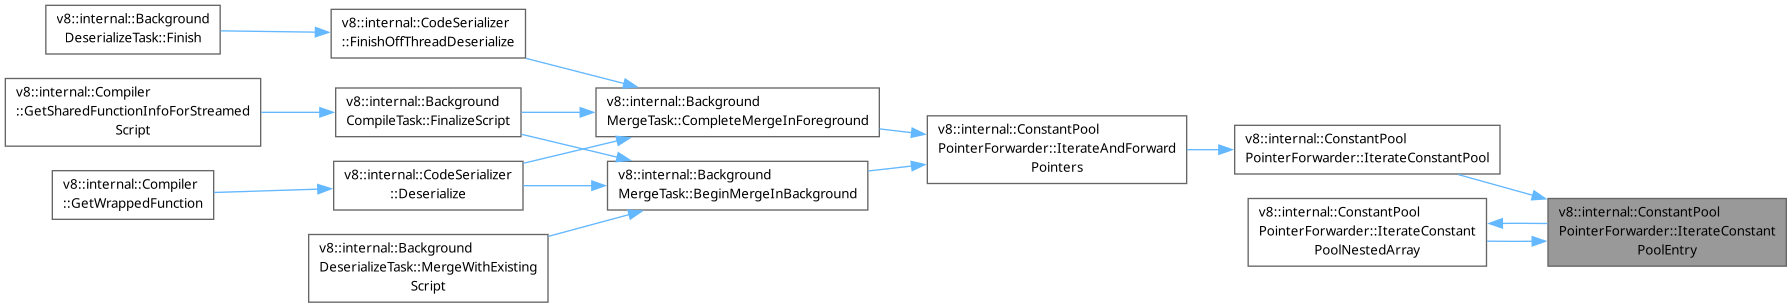 v8::internal::Background
DeserializeTask::Finish
v8::internal::CodeSerializer
::FinishOffThreadDeserialize
v8::internal::Compiler
::GetSharedFunctionInfoForStreamed
Script
v8::internal::Background
CompileTask::FinalizeScript
v8::internal::Background
MergeTask::CompleteMergeInForeground
v8::internal::ConstantPool
PointerForwarder::IterateAndForward
Pointers
v8::internal::ConstantPool
PointerForwarder::IterateConstantPool
v8::internal::Compiler
::GetWrappedFunction
v8::internal::CodeSerializer
::Deserialize
v8::internal::Background
MergeTask::BeginMergeInBackground
v8::internal::ConstantPool
PointerForwarder::IterateConstant
PoolNestedArray
v8::internal::ConstantPool
PointerForwarder::IterateConstant
PoolEntry
v8::internal::Background
DeserializeTask::MergeWithExisting
Script